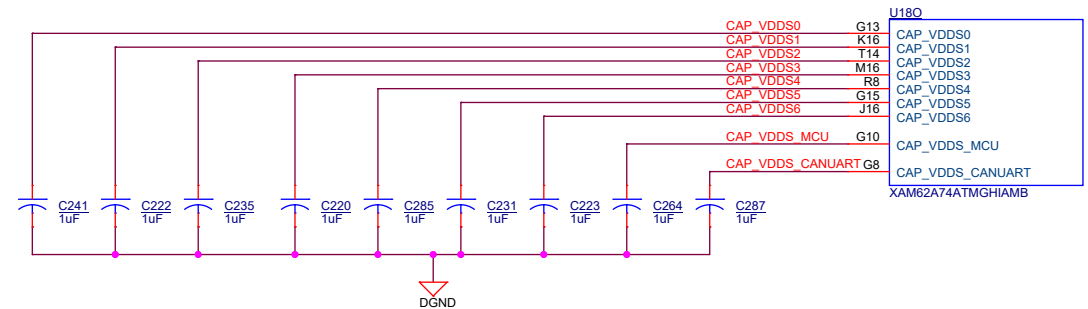 U18O
CAP_VDDS0 G13 CAP_VDDS0
CAP_VDDS1 K16 CAP_VDDS1
CAP_VDDS2 T14 CAP_VDDS2
CAP_VDDS3 M16 CAP_VDDS3
CAP_VDDS4 R8 CAP_VDDS4
CAP_VDDS5 G15 CAP_VDDS5
CAP_VDDS6 J16 CAP_VDDS6
CAP_VDDS_MCU G10 CAP_VDDS_MCU
CAP_VDDS_CANUART G8 CAP_VDDS_CANUART
XAM62A74ATMGHIAMB
C241 C222 C235 C220 C285 C231 C223 C264 C287
1uF 1uF 1uF 1uF 1uF 1uF 1uF 1uF 1uF
DGND